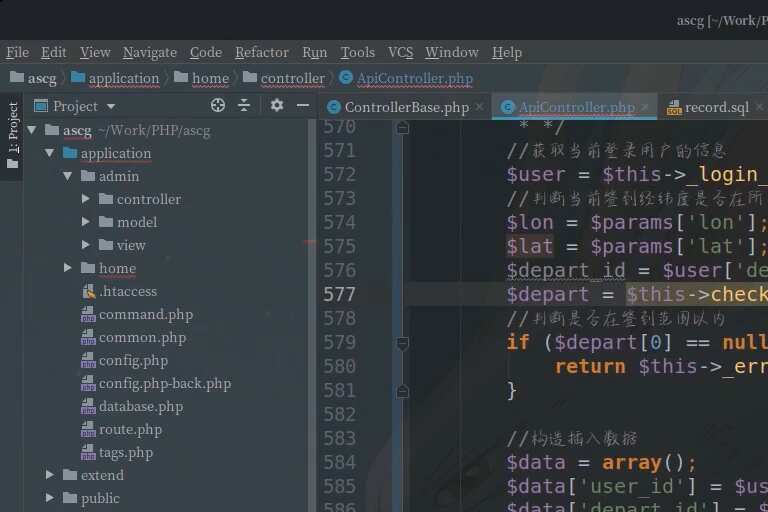 ascg [~/Work/P
File Edit View Navigate Code Refactor Run Tools VCS Window Help
ascg application home controller ApiController.php
1: Project
Project
ControllerBase.php ApiController.php record.sql
ascg ~/Work/PHP/ascg
application
admin
controller
model
view
home
.htaccess
command.php
common.php
config.php
config.php-back.php
database.php
route.php
tags.php
extend
public
570 * */
571 //获取当前登录用户的信息
572 $user = $this->_login_
573 //判断当前签到经纬度是否在所
574 $lon = $params['lon'];
575 $lat = $params['lat'];
576 $depart_id = $user['de
577 $depart = $this->check
578 //判断是否在签到范围以内
579 if ($depart[0] == null
580 return $this->_err
581 }
582
583 //构造插入数据
584 $data = array();
585 $data['user_id'] = $us
586 $data['depart_id'] = $